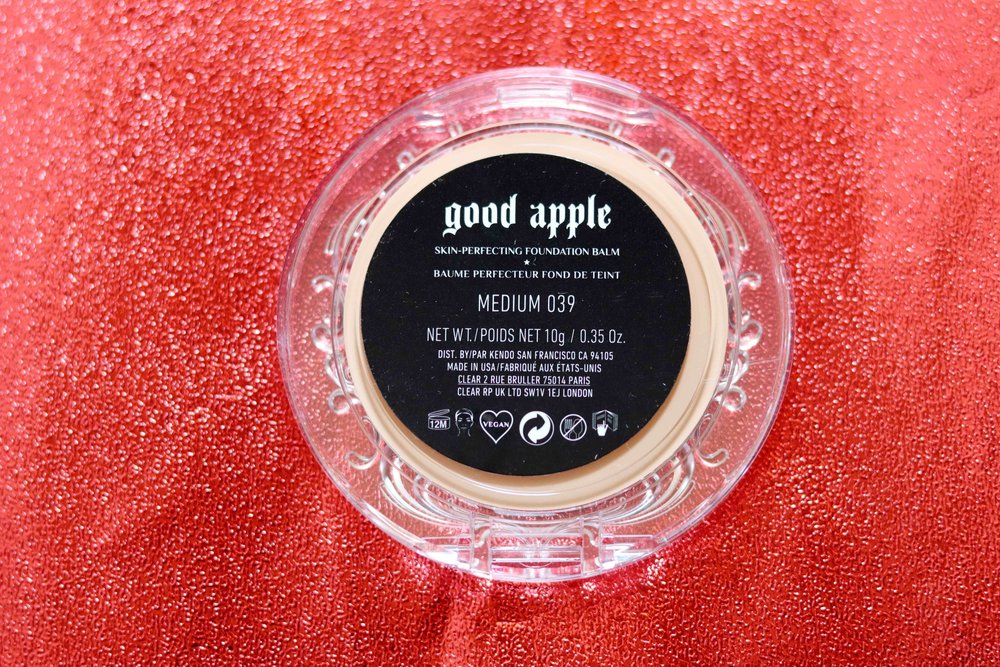 good apple
SKIN-PERFECTING FOUNDATION BALM
BAUME PERFECTEUR FOND DE TEINT
MEDIUM 039
NET WT./POIDS NET 10g / 0.35 Oz.
DIST. BY/PAR KENDO SAN FRANCISCO CA 94105
MADE IN USA/FABRIQUÉ AUX ÉTATS-UNIS
CLEAR 2 RUE BRULLER 75014 PARIS
CLEAR RP UK LTD SW1V 1EJ LONDON
12M VEGAN